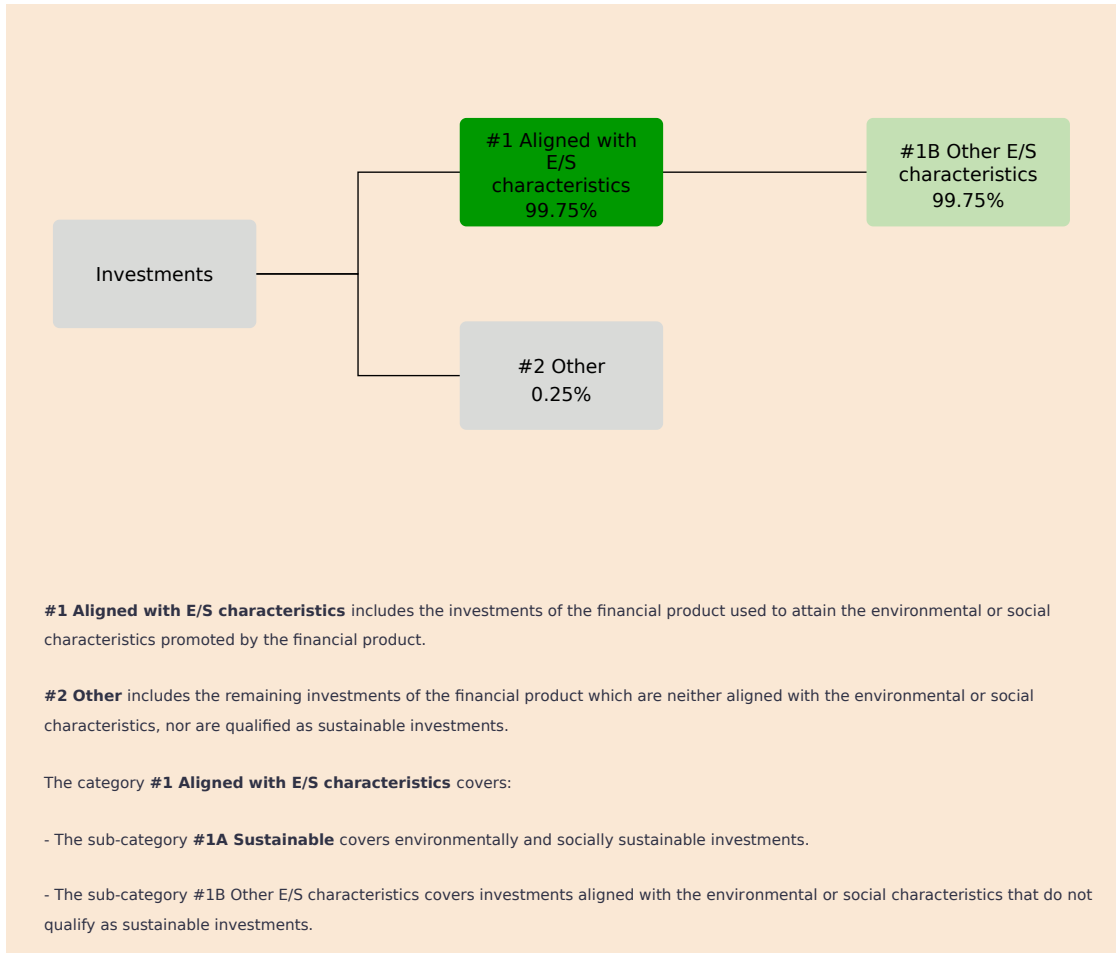 #1 Aligned with
E/S
characteristics
99.75%
#1B Other E/S
characteristics
99.75%
Investments
#2 Other
0.25%
#1 Aligned with E/S characteristics includes the investments of the financial product used to attain the environmental or social
characteristics promoted by the financial product.
#2 Other includes the remaining investments of the financial product which are neither aligned with the environmental or social
characteristics, nor are qualified as sustainable investments.
The category #1 Aligned with E/S characteristics covers:
- The sub-category #1A Sustainable covers environmentally and socially sustainable investments.
- The sub-category #1B Other E/S characteristics covers investments aligned with the environmental or social characteristics that do not
qualify as sustainable investments.